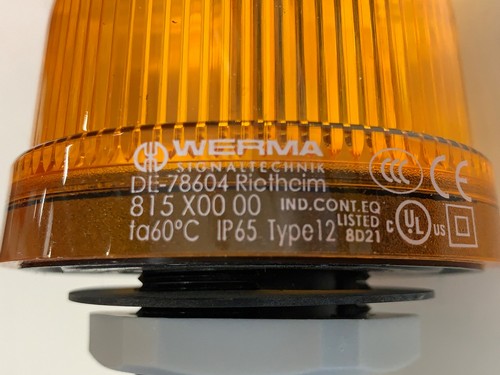 WERMA
SIGNALTECHNIK
DE-78604 Rietheim
815 X00 00
ta60°C IP65 Type12
IND.CONT.EQ
LISTED
8D21
CCC
C UL US
CE